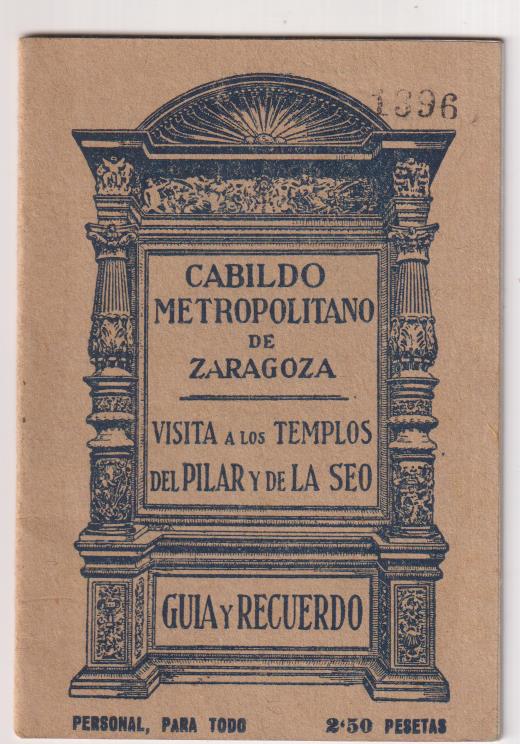 1896
CABILDO
METROPOLITANO
DE
ZARAGOZA
VISITA A LOS TEMPLOS
DEL PILAR Y DE LA SEO
GUIA Y RECUERDO
PERSONAL, PARA TODO 2'50 PESETAS